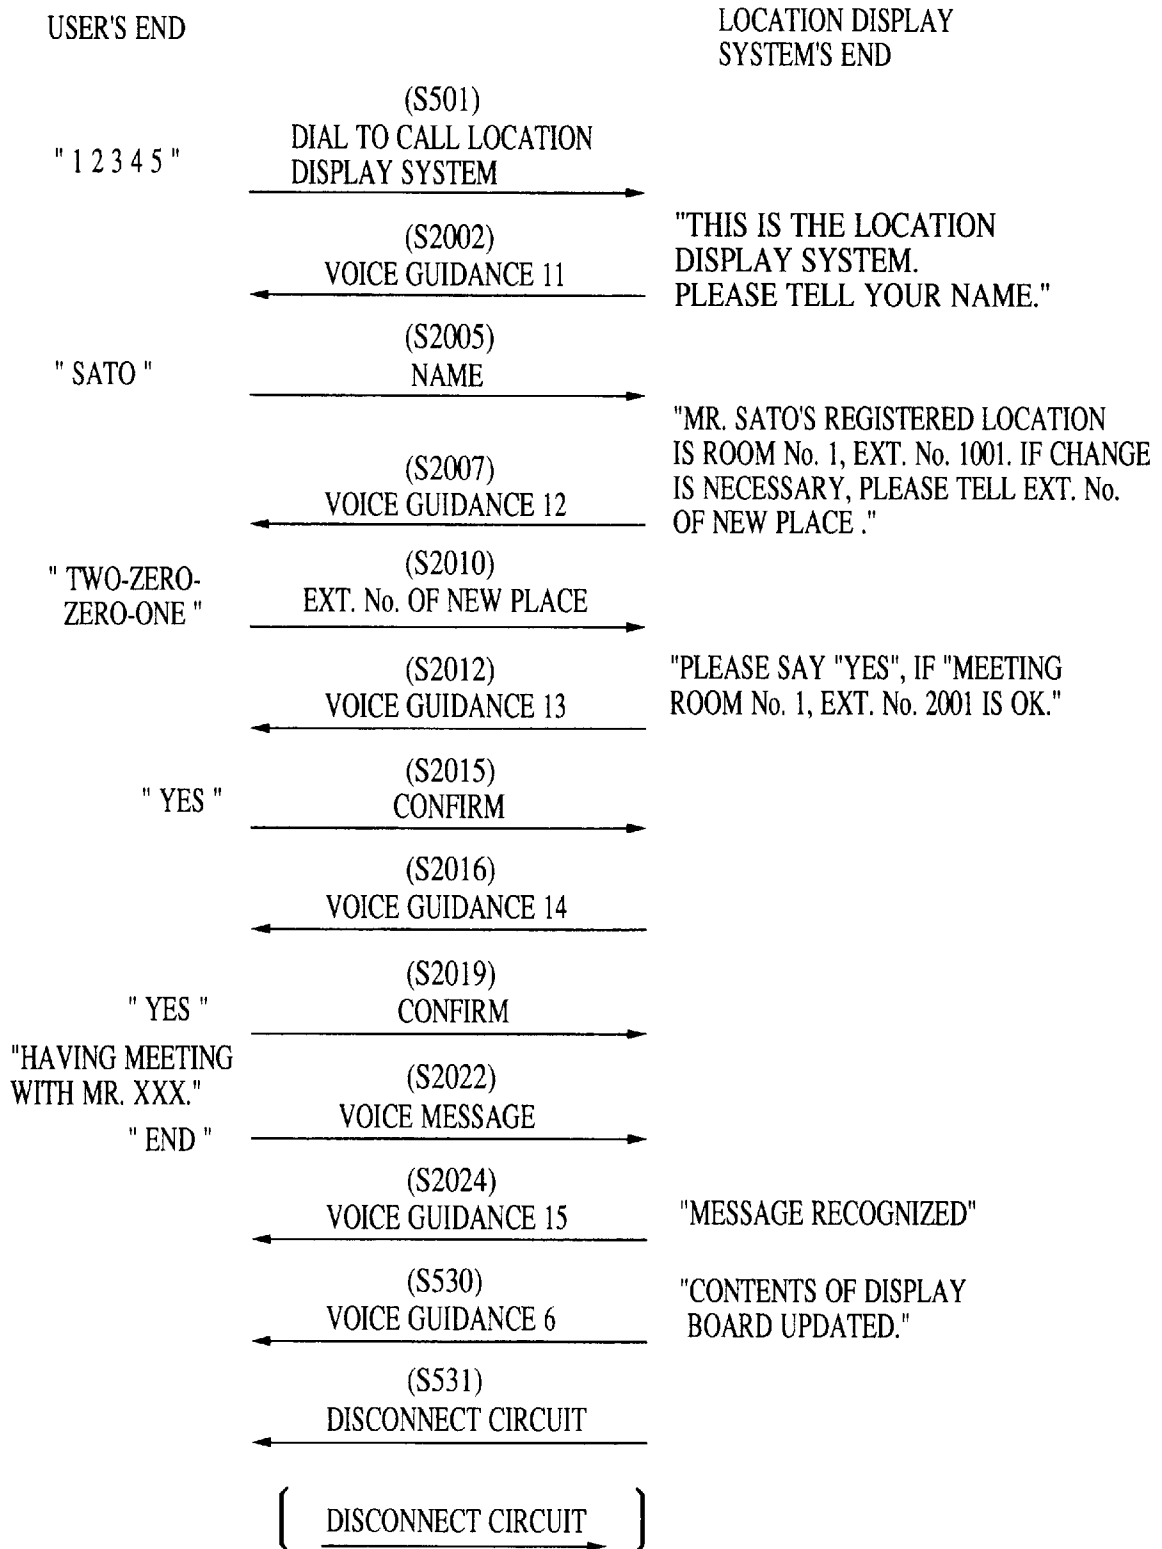 USER'S END
LOCATION DISPLAY
SYSTEM'S END
(S501)
DIAL TO CALL LOCATION
DISPLAY SYSTEM
" 1 2 3 4 5 "
(S2002)
VOICE GUIDANCE 11
"THIS IS THE LOCATION
DISPLAY SYSTEM.
PLEASE TELL YOUR NAME."
" SATO "
(S2005)
NAME
(S2007)
VOICE GUIDANCE 12
"MR. SATO'S REGISTERED LOCATION
IS ROOM No. 1, EXT. No. 1001. IF CHANGE
IS NECESSARY, PLEASE TELL EXT. No.
OF NEW PLACE ."
" TWO-ZERO-
ZERO-ONE "
(S2010)
EXT. No. OF NEW PLACE
(S2012)
VOICE GUIDANCE 13
"PLEASE SAY "YES", IF "MEETING
ROOM No. 1, EXT. No. 2001 IS OK."
" YES "
(S2015)
CONFIRM
(S2016)
VOICE GUIDANCE 14
" YES "
(S2019)
CONFIRM
"HAVING MEETING
WITH MR. XXX."
" END "
(S2022)
VOICE MESSAGE
(S2024)
VOICE GUIDANCE 15
"MESSAGE RECOGNIZED"
(S530)
VOICE GUIDANCE 6
"CONTENTS OF DISPLAY
BOARD UPDATED."
(S531)
DISCONNECT CIRCUIT
DISCONNECT CIRCUIT